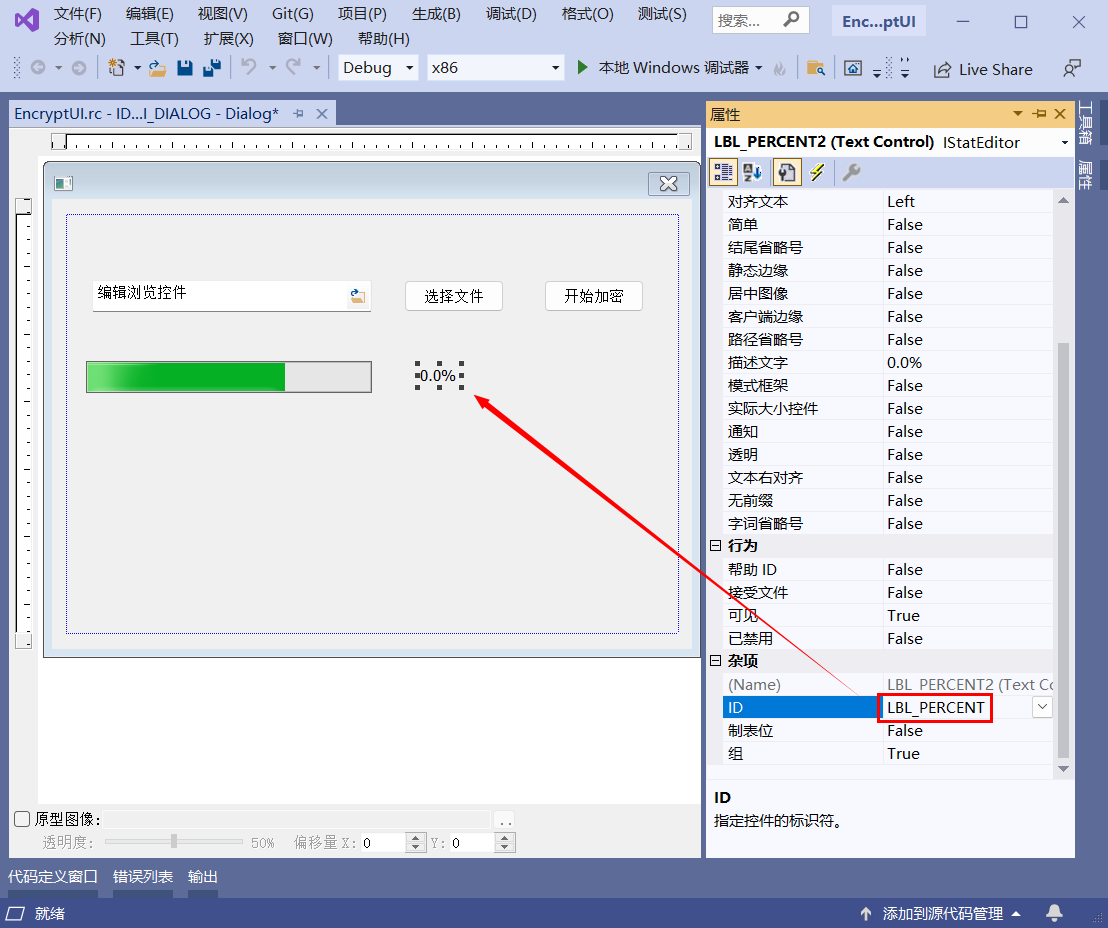 文件(F) 编辑(E) 视图(V) Git(G) 项目(P) 生成(B) 调试(D) 格式(O) 测试(S) 搜索... Enc...ptUI
分析(N) 工具(T) 扩展(X) 窗口(W) 帮助(H)
Debug x86 本地 Windows 调试器 Live Share
EncryptUI.rc - ID...I_DIALOG - Dialog*
编辑浏览控件 选择文件 开始加密
0.0%
原型图像: ..
透明度: 50% 偏移量 X: 0 Y: 0
属性
LBL_PERCENT2 (Text Control) IStatEditor
对齐文本 Left
简单 False
结尾省略号 False
静态边缘 False
居中图像 False
客户端边缘 False
路径省略号 False
描述文字 0.0%
模式框架 False
实际大小控件 False
通知 False
透明 False
文本右对齐 False
无前缀 False
字词省略号 False
行为
帮助 ID False
接受文件 False
可见 True
已禁用 False
杂项
(Name) LBL_PERCENT2 (Text Co
ID LBL_PERCENT
制表位 False
组 True
ID
指定控件的标识符。
工具箱
属性
代码定义窗口 错误列表 输出
就绪 添加到源代码管理